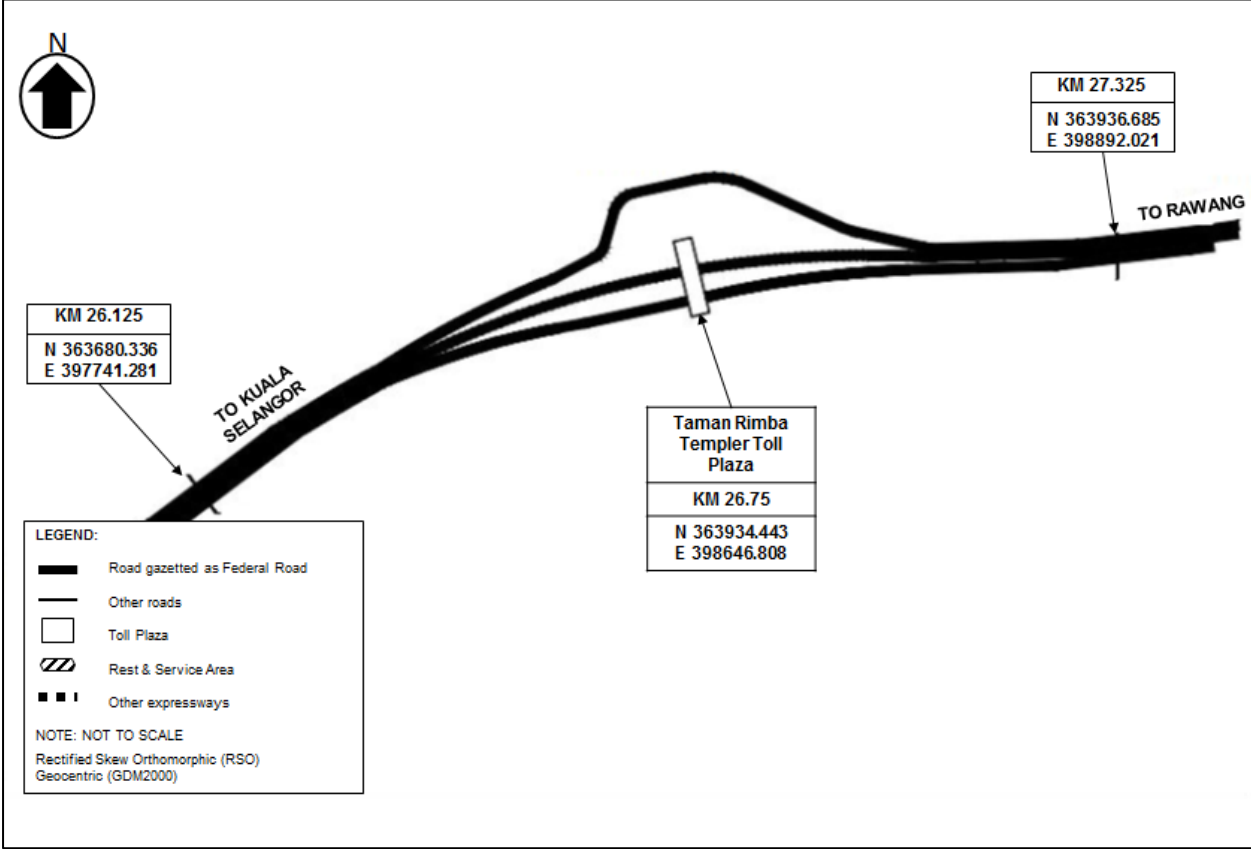 N
KM 27.325
N 363936.685
E 398892.021
TO RAWANG
KM 26.125
N 363680.336
E 397741.281
TO KUALA
SELANGOR
Taman Rimba
Templer Toll
Plaza
KM 26.75
N 363934.443
E 398646.808
LEGEND:
Road gazetted as Federal Road
Other roads
Toll Plaza
Rest & Service Area
Other expressways
NOTE: NOT TO SCALE
Rectified Skew Orthomorphic (RSO)
Geocentric (GDM2000)